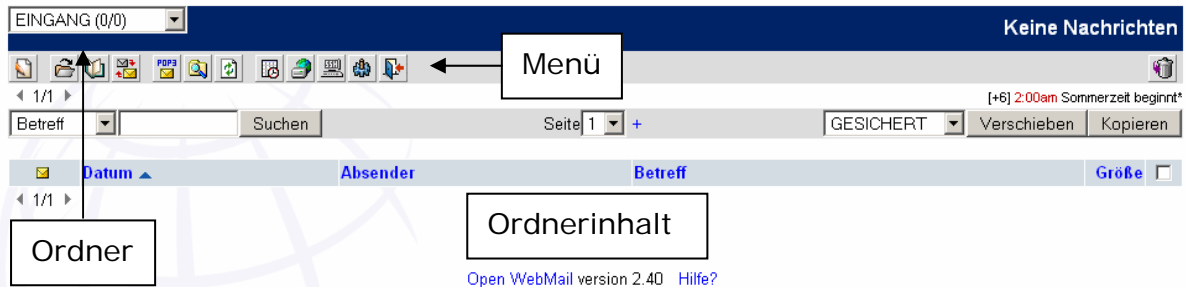 EINGANG (0/0) Keine Nachrichten
Menü
1/1 [+6] 2:00am Sommerzeit beginnt*
Betreff Suchen Seite 1 + GESICHERT Verschieben Kopieren
Datum Absender Betreff Größe
1/1
Ordner Ordnerinhalt
Open WebMail version 2.40 Hilfe?